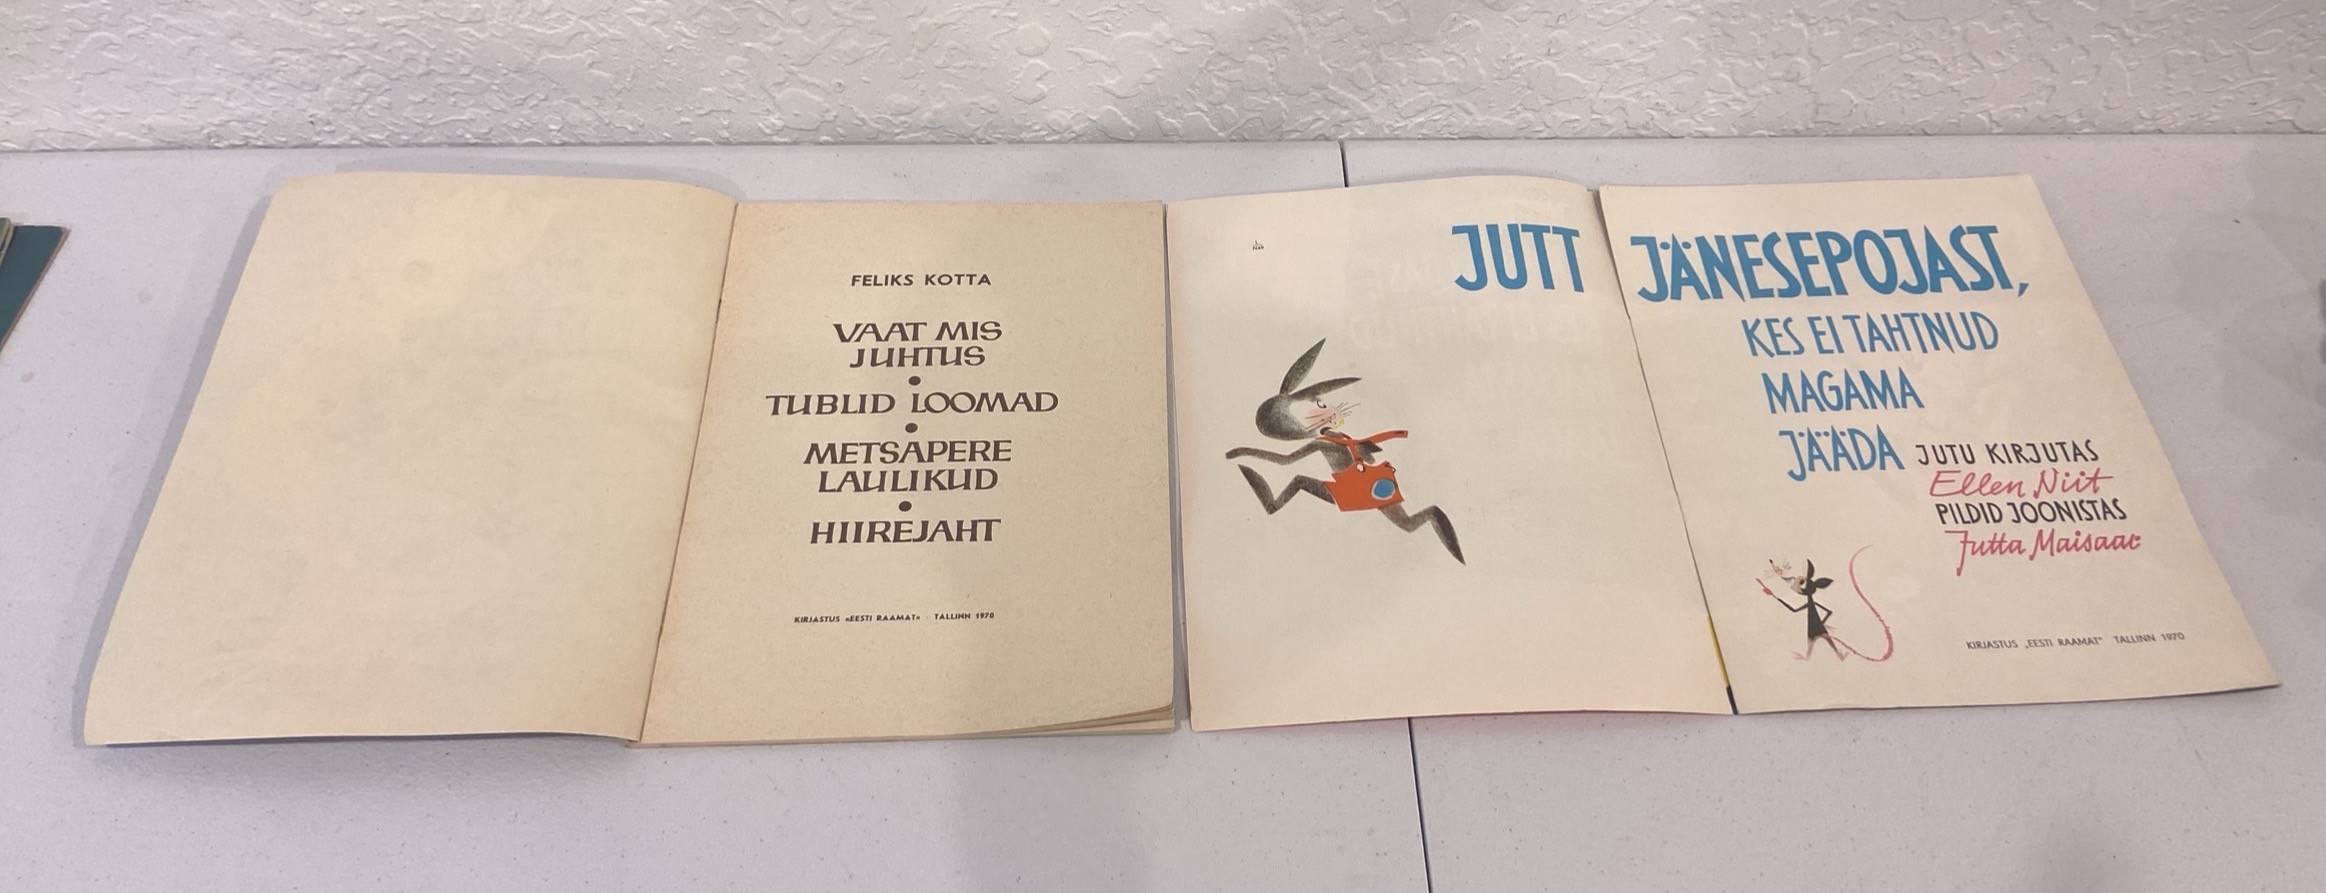 FELIKS KOTTA
VAAT MIS
JUHTUS
•
TUBLID LOOMAD
•
METSAPERE
LAULIKUD
•
HIIREJAHT
KIRJASTUS «EESTI RAAMAT» · TALLINN 1970
JUTT JÄNESEPOJAST,
KES EI TAHTNUD
MAGAMA
JÄÄDA
JUTU KIRJUTAS
Ellen Niit
PILDID JOONISTAS
Jutta Maisaar
KIRJASTUS „EESTI RAAMAT" TALLINN 1970